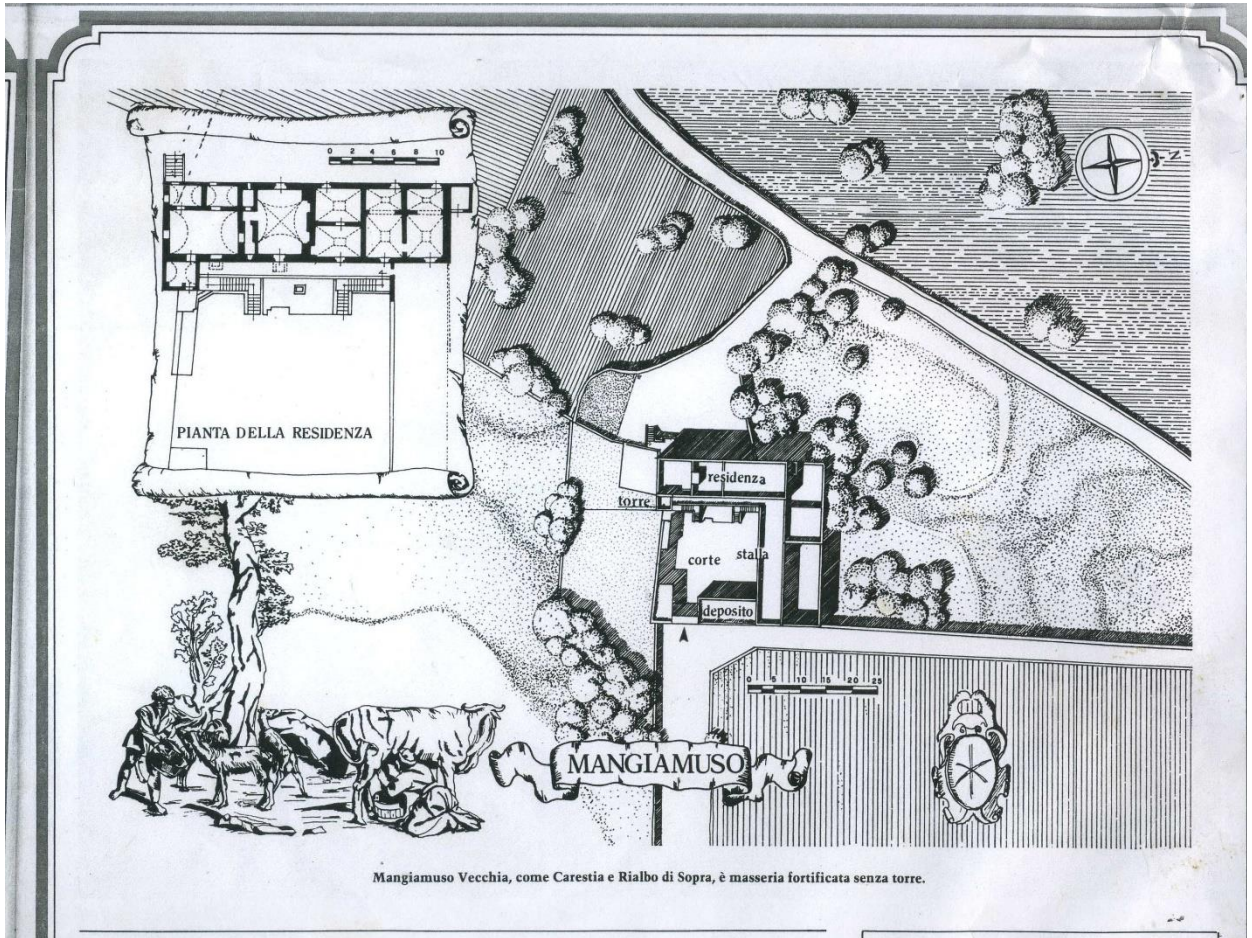 0 2 4 6 8 10
N
PIANTA DELLA RESIDENZA
residenza
torre
corte
stalla
deposito
0 5 10 15 20 25
MANGIAMUSO
Mangiamuso Vecchia, come Carestia e Rialbo di Sopra, è masseria fortificata senza torre.